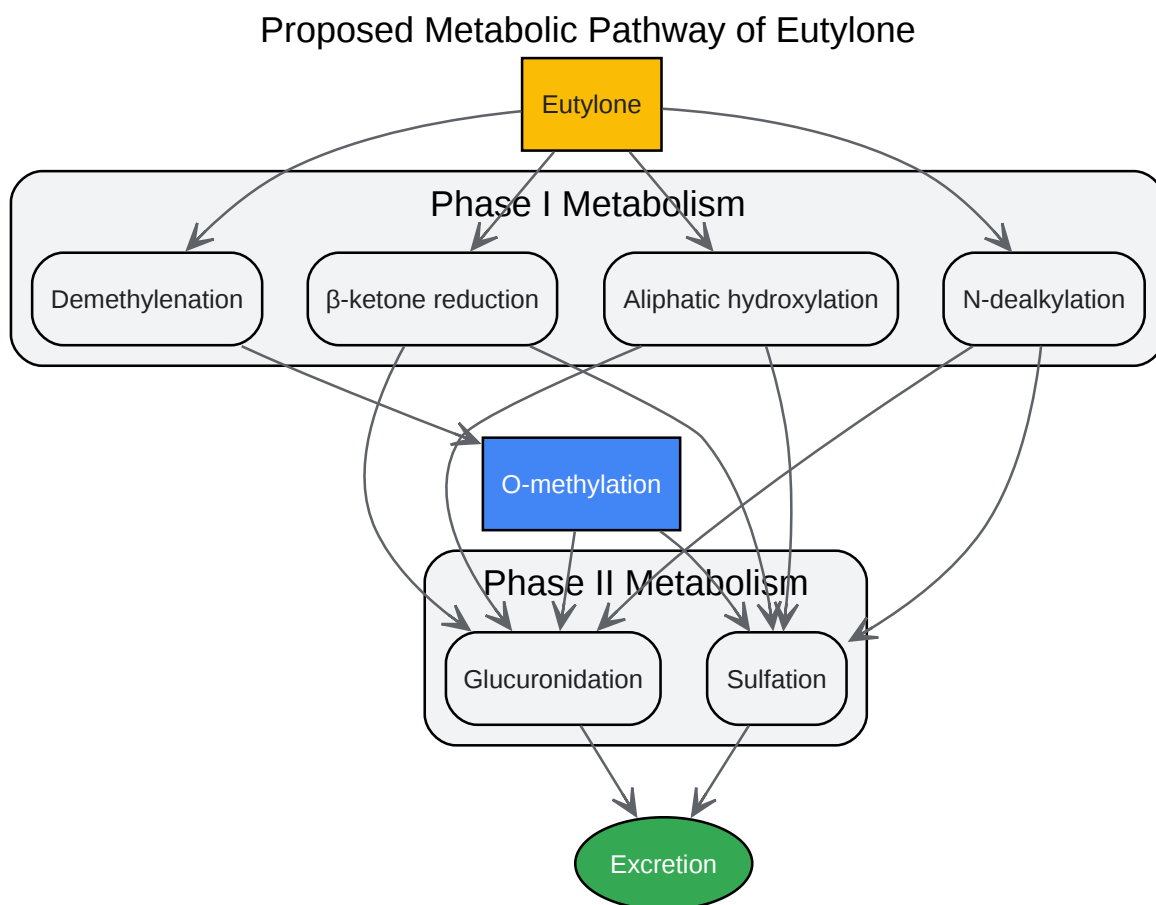 Proposed Metabolic Pathway of Eutylone
Eutylone
Phase I Metabolism
Demethylenation
β-ketone reduction
Aliphatic hydroxylation
N-dealkylation
O-methylation
Phase II Metabolism
Glucuronidation
Sulfation
Excretion